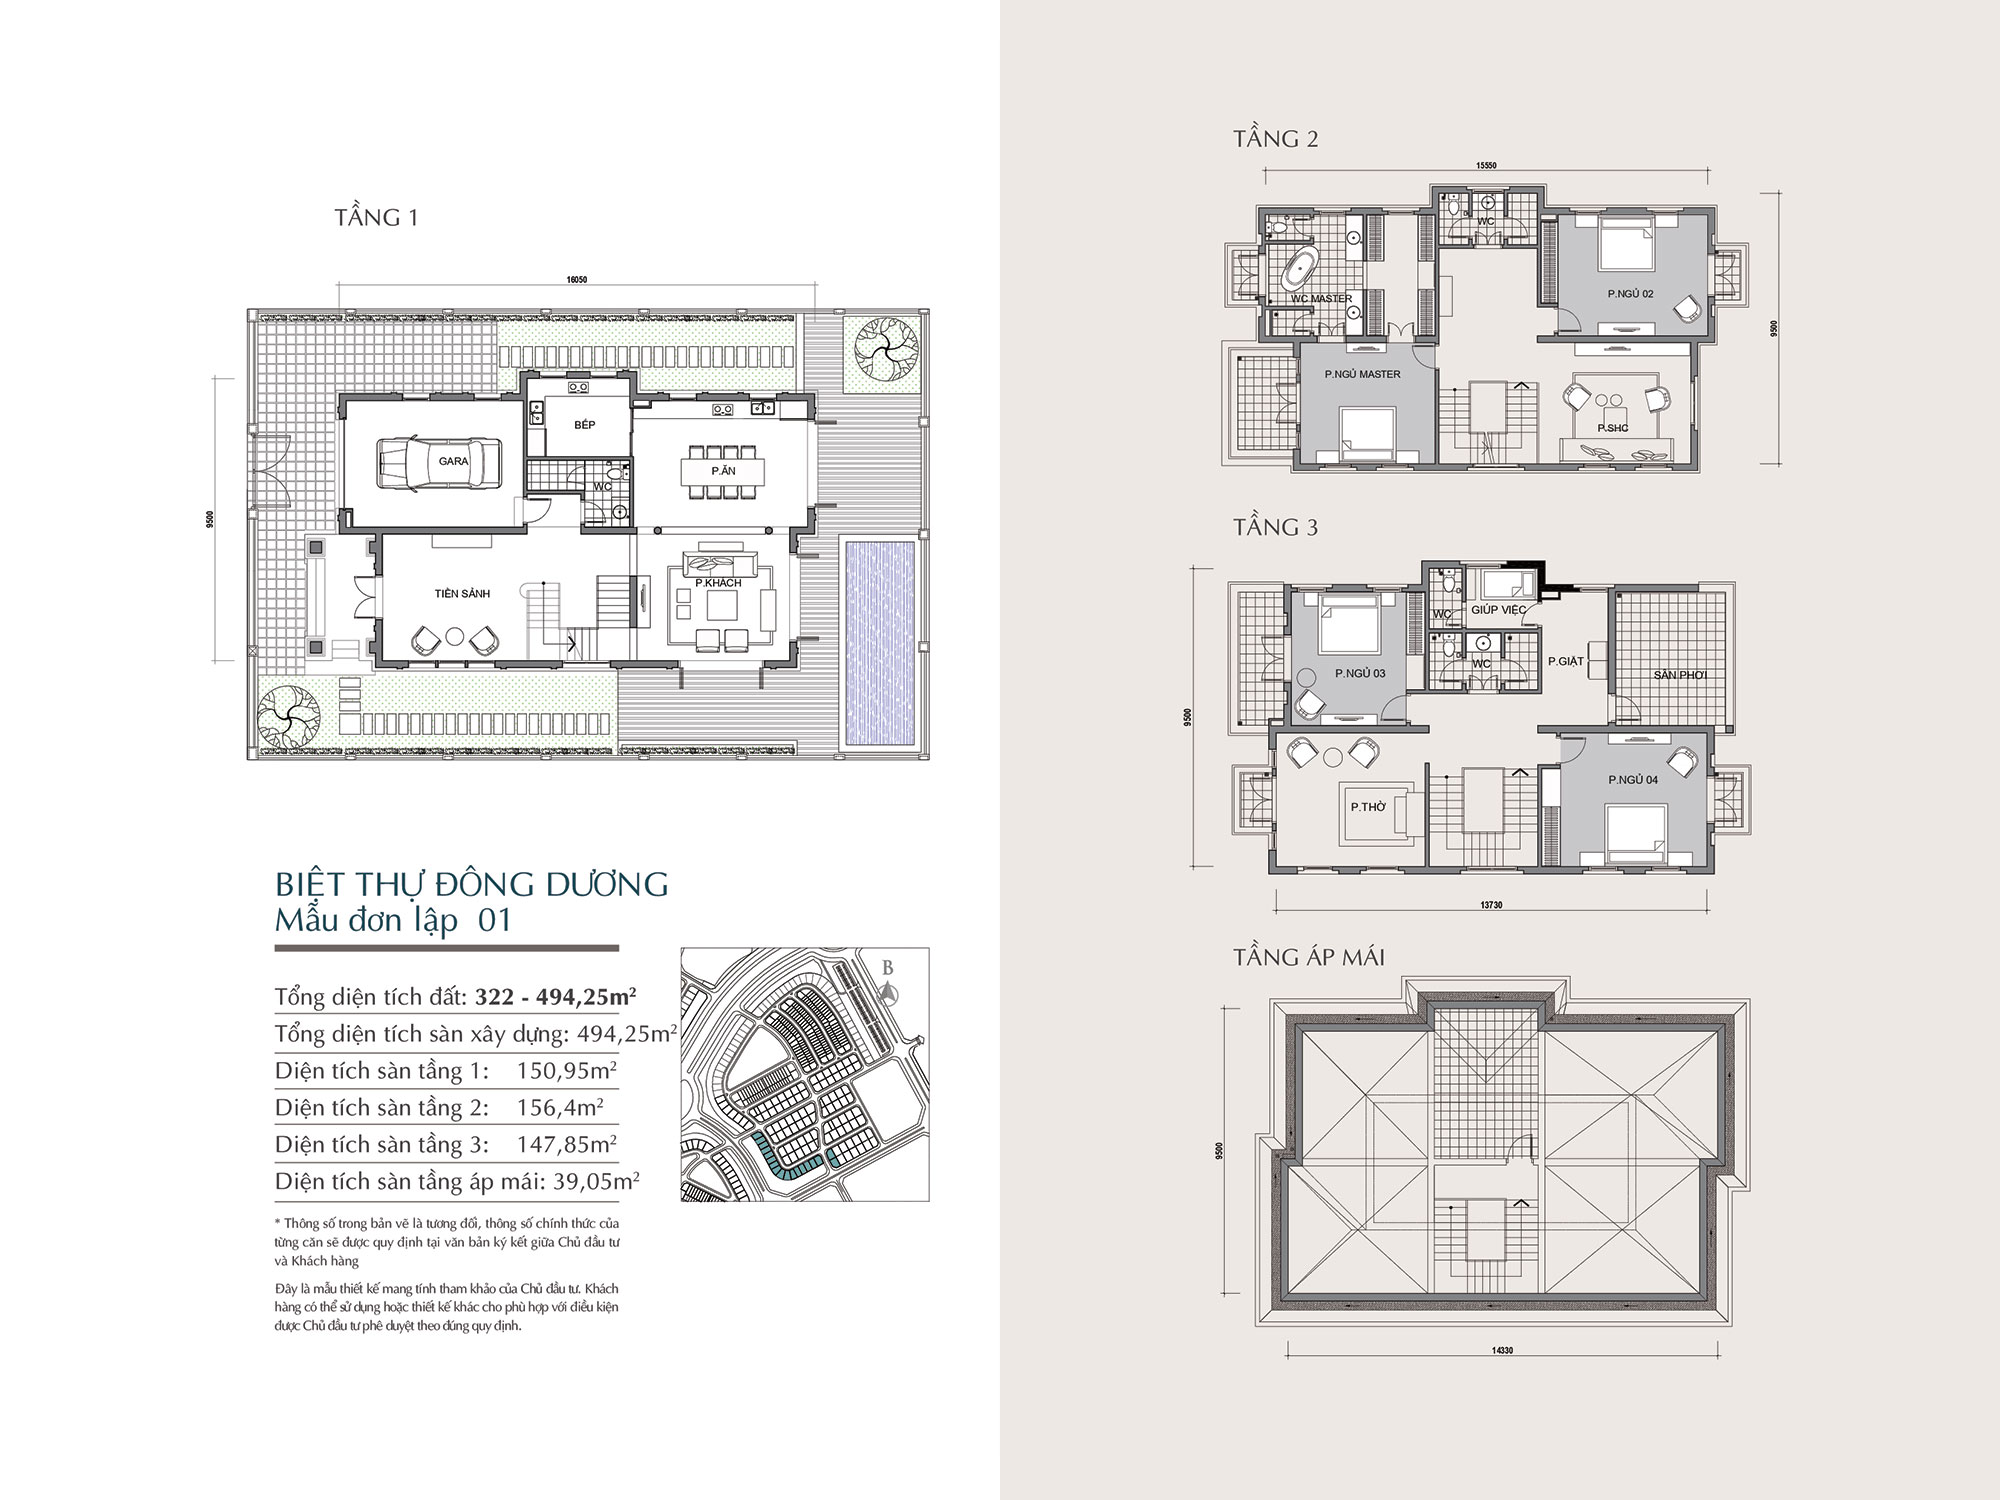 TẦNG 1
16050
9500
BẾP
GARA
P.ĂN
WC
P.KHÁCH
TIỀN SẢNH
BIỆT THỰ ĐÔNG DƯƠNG
Mẫu đơn lập 01
Tổng diện tích đất: 322 - 494,25m²
Tổng diện tích sàn xây dựng: 494,25m²
Diện tích sàn tầng 1: 150,95m²
Diện tích sàn tầng 2: 156,4m²
Diện tích sàn tầng 3: 147,85m²
Diện tích sàn tầng áp mái: 39,05m²
* Thông số trong bản vẽ là tương đối, thông số chính thức của
từng căn sẽ được quy định tại văn bản ký kết giữa Chủ đầu tư
và Khách hàng
Đây là mẫu thiết kế mang tính tham khảo của Chủ đầu tư. Khách
hàng có thể sử dụng hoặc thiết kế khác cho phù hợp với điều kiện
được Chủ đầu tư phê duyệt theo đúng quy định.
B
TẦNG 2
15550
9500
WC
WC MASTER
P.NGỦ 02
P.NGỦ MASTER
P.SHC
TẦNG 3
9500
WC
GIÚP VIỆC
WC
P.GIẶT
P.NGỦ 03
SÂN PHƠI
P.NGỦ 04
P.THỜ
13730
TẦNG ÁP MÁI
9500
14330